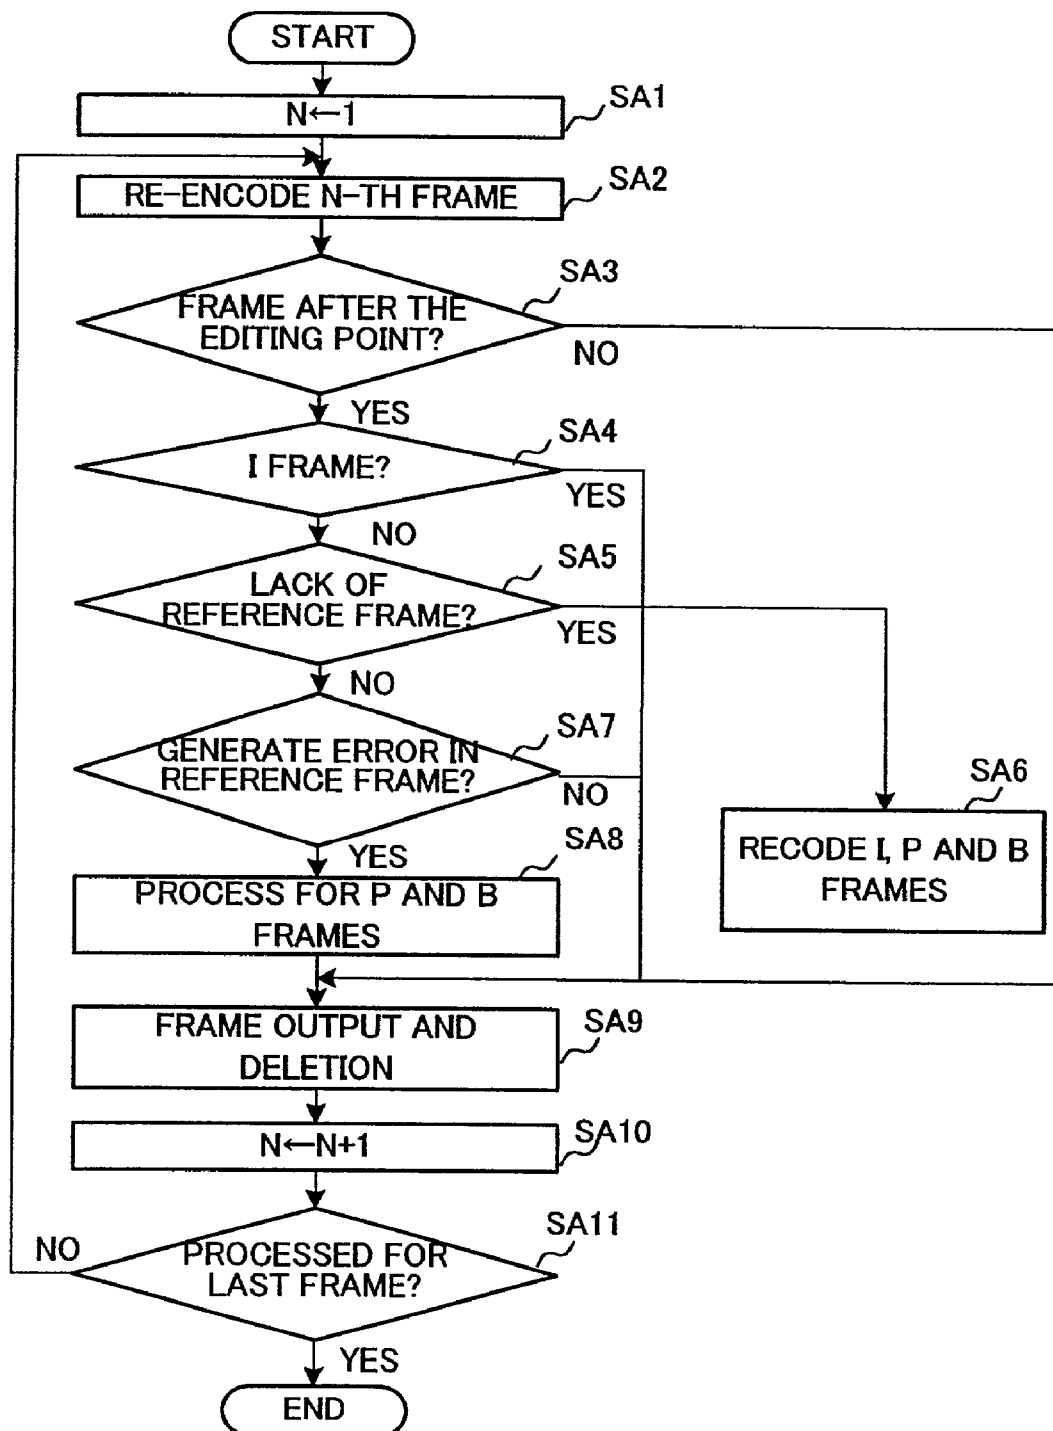 START
N←1
SA1
RE-ENCODE N-TH FRAME
SA2
FRAME AFTER THE
EDITING POINT?
SA3
NO
YES
I FRAME?
SA4
YES
NO
LACK OF
REFERENCE FRAME?
SA5
YES
NO
GENERATE ERROR IN
REFERENCE FRAME?
SA7
NO
YES
SA6
RECODE I, P AND B
FRAMES
SA8
PROCESS FOR P AND B
FRAMES
FRAME OUTPUT AND
DELETION
SA9
N←N+1
SA10
PROCESSED FOR
LAST FRAME?
SA11
NO
YES
END